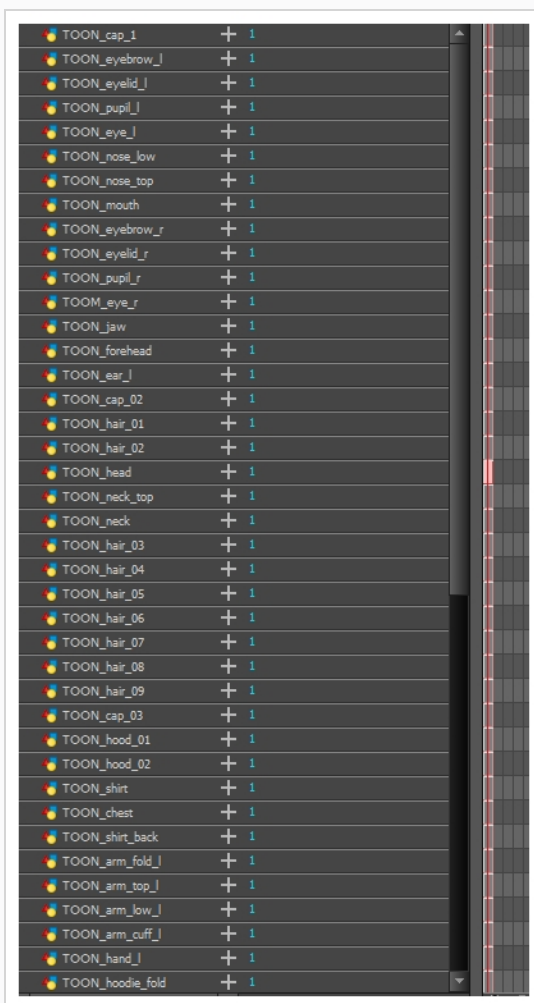 TOON_cap_1 1
TOON_eyebrow_l 1
TOON_eyelid_l 1
TOON_pupil_l 1
TOON_eye_l 1
TOON_nose_low 1
TOON_nose_top 1
TOON_mouth 1
TOON_eyebrow_r 1
TOON_eyelid_r 1
TOON_pupil_r 1
TOOM_eye_r 1
TOON_jaw 1
TOON_forehead 1
TOON_ear_l 1
TOON_cap_02 1
TOON_hair_01 1
TOON_hair_02 1
TOON_head 1
TOON_neck_top 1
TOON_neck 1
TOON_hair_03 1
TOON_hair_04 1
TOON_hair_05 1
TOON_hair_06 1
TOON_hair_07 1
TOON_hair_08 1
TOON_hair_09 1
TOON_cap_03 1
TOON_hood_01 1
TOON_hood_02 1
TOON_shirt 1
TOON_chest 1
TOON_shirt_back 1
TOON_arm_fold_l 1
TOON_arm_top_l 1
TOON_arm_low_l 1
TOON_arm_cuff_l 1
TOON_hand_l 1
TOON_hoodie_fold 1